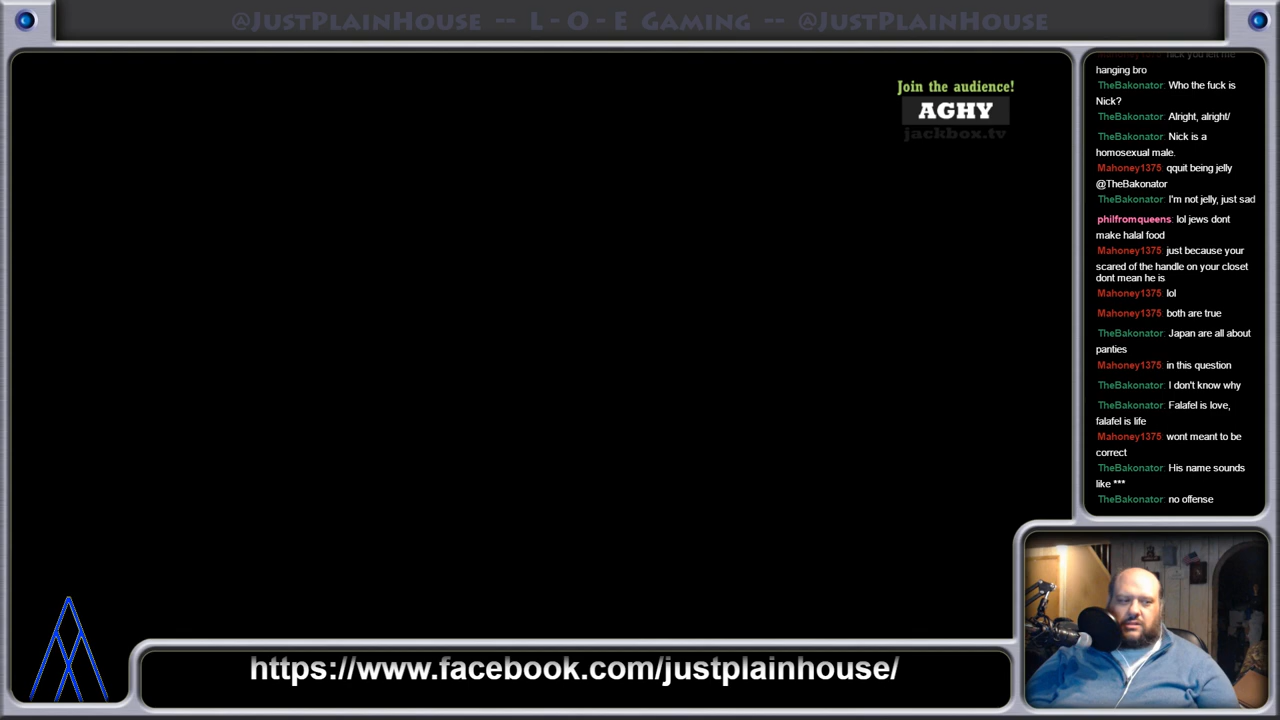 @JustPlainHouse -- L - O - E Gaming -- @JustPlainHouse
Join the audience!
AGHY
jackbox.tv
nick you left me
hanging bro
TheBakonator: Who the fuck is
Nick?
TheBakonator: Alright, alright/
TheBakonator: Nick is a
homosexual male.
Mahoney1375: qquit being jelly
@TheBakonator
TheBakonator: I'm not jelly, just sad
philfromqueens: lol jews dont
make halal food
Mahoney1375: just because your
scared of the handle on your closet
dont mean he is
Mahoney1375: lol
Mahoney1375: both are true
TheBakonator: Japan are all about
panties
Mahoney1375: in this question
TheBakonator: I don't know why
TheBakonator: Falafel is love,
falafel is life
Mahoney1375: wont meant to be
correct
TheBakonator: His name sounds
like ***
TheBakonator: no offense
https://www.facebook.com/justplainhouse/